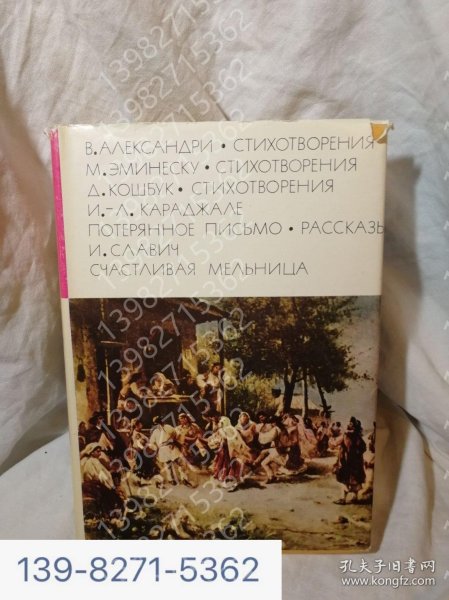 В.АЛЕКСАНДРИ • СТИХОТВОРЕНИЯ
М.ЭМИНЕСКУ • СТИХОТВОРЕНИЯ
Д.КОШБУК • СТИХОТВОРЕНИЯ
И.-Л. КАРАДЖАЛЕ
ПОТЕРЯННОЕ ПИСЬМО • РАССКАЗЫ
И.СЛАВИЧ
СЧАСТЛИВАЯ МЕЛЬНИЦА
13982715362
139-8271-5362
孔夫子旧书网
www.kongfz.com